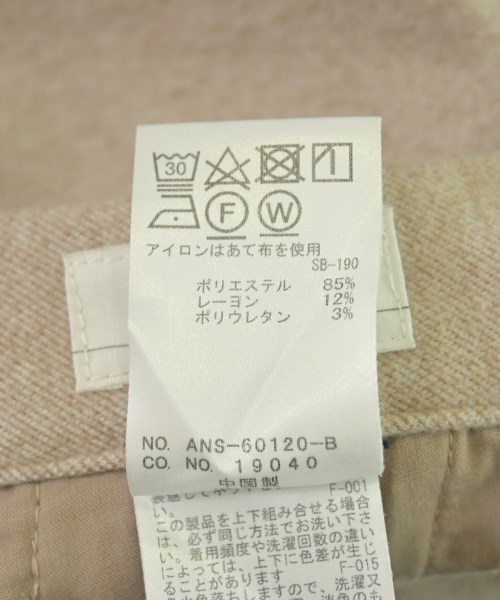 30
F W
アイロンはあて布を使用
SB-190
ポリエステル 85%
レーヨン 12%
ポリウレタン 3%
NO. ANS-60120-B
CO. NO. 19040
中国製
F-001
い。
この製品を上下組み合せる場合
は、必ず同じ方法でお洗い下さ
い。着用頻度や洗濯回数の違い
によっては、上下に色差が生じ
ることがあります
F-015
ますので、洗濯又